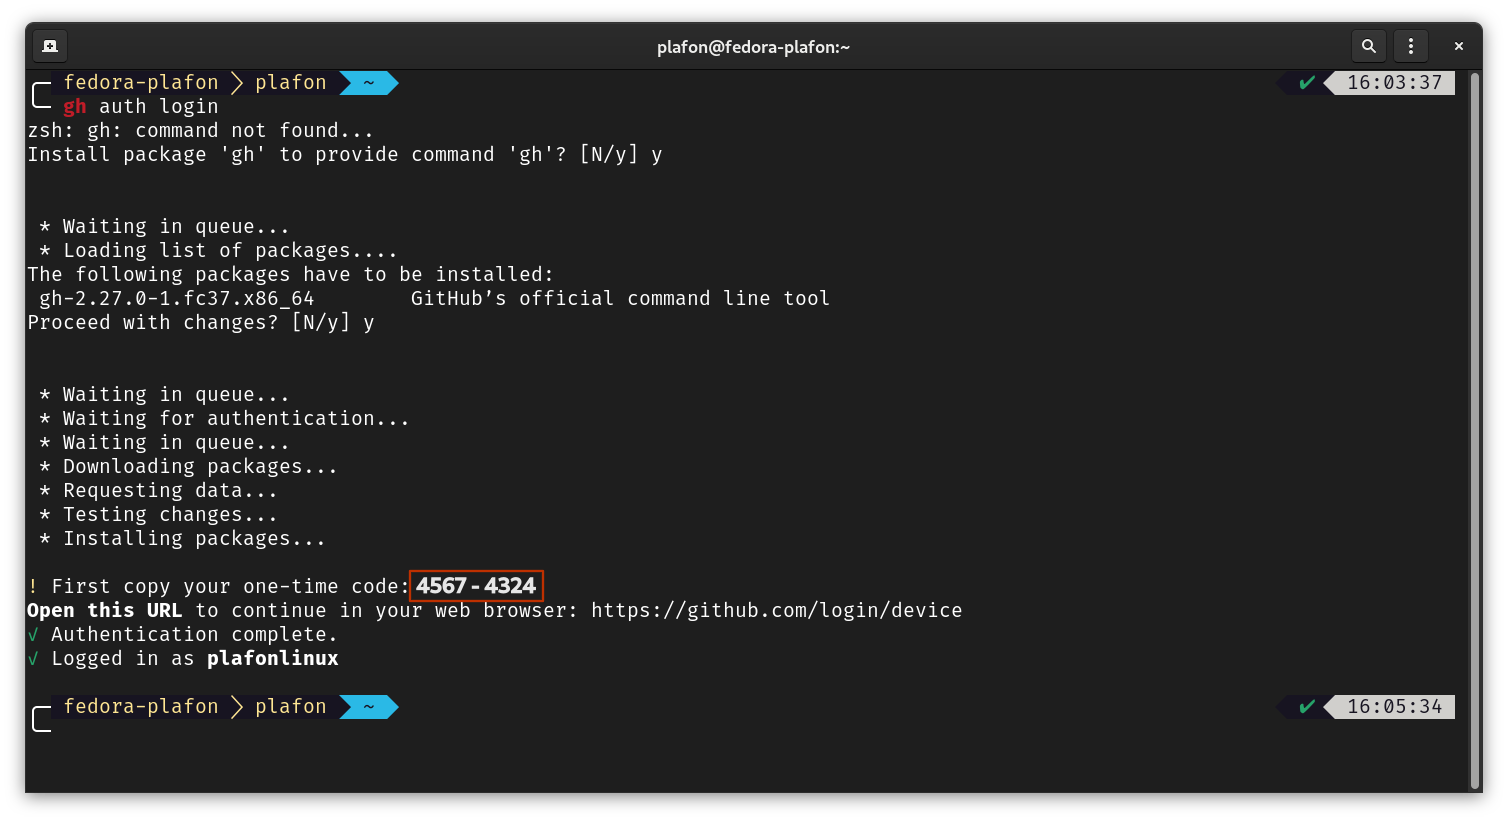 plafon@fedora-plafon:~
fedora-plafon plafon ~ ✔ 16:03:37
gh auth login
zsh: gh: command not found...
Install package 'gh' to provide command 'gh'? [N/y] y
* Waiting in queue...
* Loading list of packages....
The following packages have to be installed:
gh-2.27.0-1.fc37.x86_64 GitHub’s official command line tool
Proceed with changes? [N/y] y
* Waiting in queue...
* Waiting for authentication...
* Waiting in queue...
* Downloading packages...
* Requesting data...
* Testing changes...
* Installing packages...
! First copy your one-time code: 4567 - 4324
Open this URL to continue in your web browser: https://github.com/login/device
✓ Authentication complete.
✓ Logged in as plafonlinux
fedora-plafon plafon ~ ✔ 16:05:34